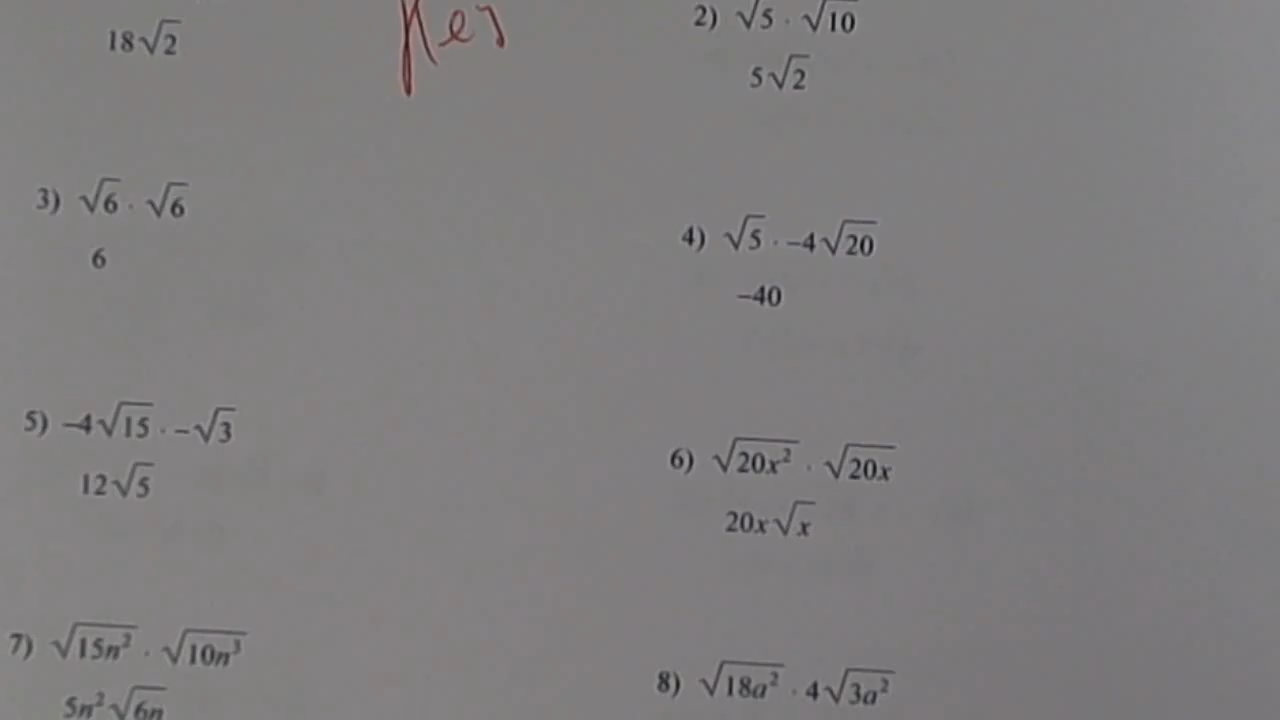 18√2
Key
2) √5 · √10
5√2
3) √6 · √6
6
4) √5 · −4√20
−40
5) −4√15 · −√3
12√5
6) √20x² · √20x
20x√x
7) √15n² · √10n³
5n²√6n
8) √18a² · 4√3a²